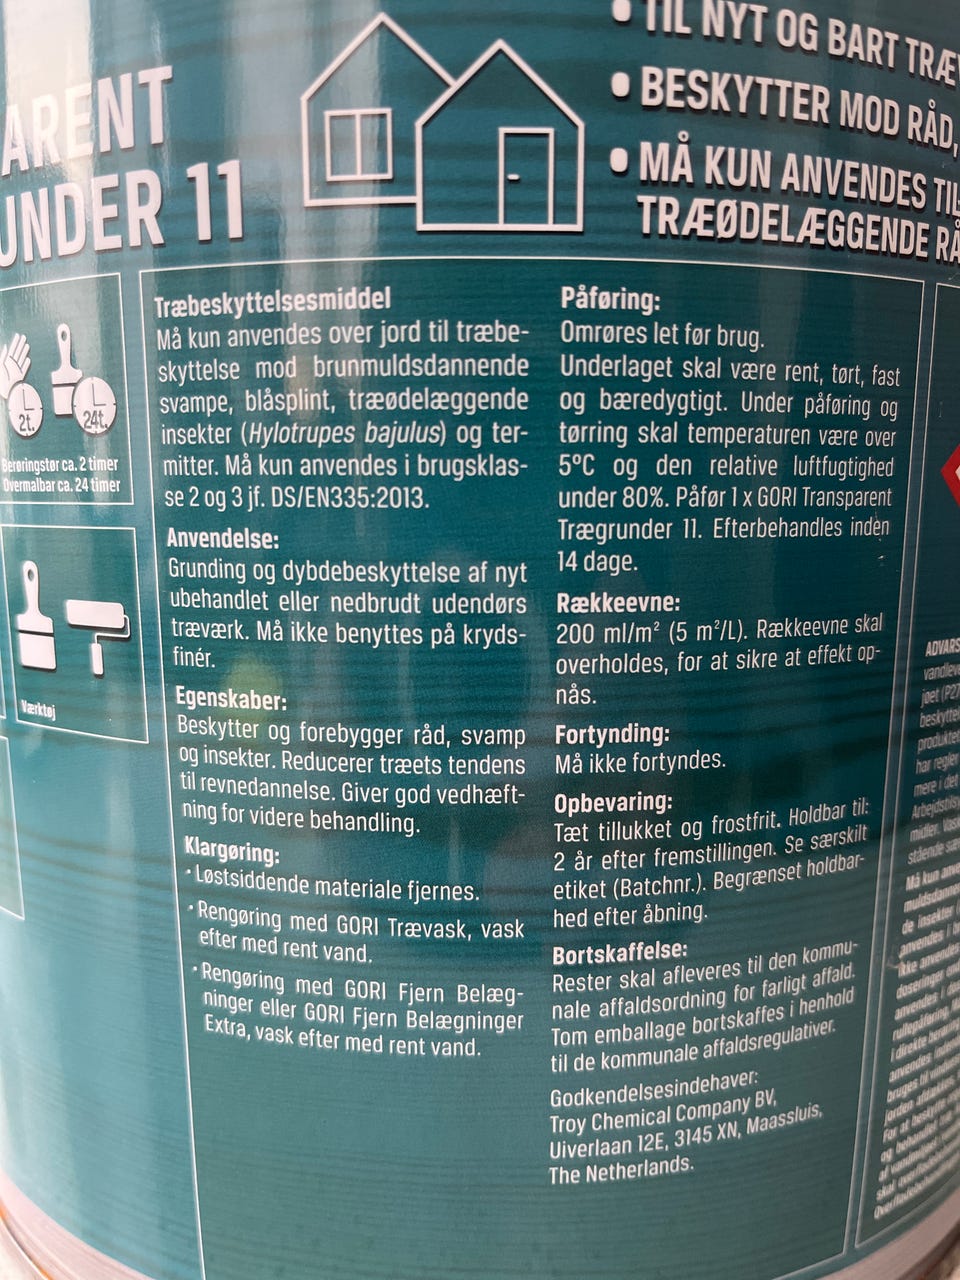 ARENT
UNDER 11
• TIL NYT OG BART TRÆ
• BESKYTTER MOD RÅD,
• MÅ KUN ANVENDES TIL
TRÆØDELÆGGENDE
2t.
24t.
Berøringstør ca. 2 timer
Overmalbar ca. 24 timer
Værktøj
Træbeskyttelsesmiddel
Må kun anvendes over jord til træbe-
skyttelse mod brunmuldsdannende
svampe, blåsplint, træødelæggende
insekter (Hylotrupes bajulus) og ter-
mitter. Må kun anvendes i brugsklas-
se 2 og 3 jf. DS/EN335:2013.
Anvendelse:
Grunding og dybdebeskyttelse af nyt
ubehandlet eller nedbrudt udendørs
træværk. Må ikke benyttes på kryds-
finér.
Egenskaber:
Beskytter og forebygger råd, svamp
og insekter. Reducerer træets tendens
til revnedannelse. Giver god vedhæft-
ning for videre behandling.
Klargøring:
• Løstsiddende materiale fjernes.
• Rengøring med GORI Trævask, vask
efter med rent vand.
• Rengøring med GORI Fjern Belæg-
ninger eller GORI Fjern Belægninger
Extra, vask efter med rent vand.
Påføring:
Omrøres let før brug.
Underlaget skal være rent, tørt, fast
og bæredygtigt. Under påføring og
tørring skal temperaturen være over
5°C og den relative luftfugtighed
under 80%. Påfør 1 x GORI Transparent
Trægrunder 11. Efterbehandles inden
14 dage.
Rækkeevne:
200 ml/m² (5 m²/L). Rækkeevne skal
overholdes, for at sikre at effekt op-
nås.
Fortynding:
Må ikke fortyndes.
Opbevaring:
Tæt tillukket og frostfrit. Holdbar til:
2 år efter fremstillingen. Se særskilt
etiket (Batchnr.). Begrænset holdbar-
hed efter åbning.
Bortskaffelse:
Rester skal afleveres til den kommu-
nale affaldsordning for farligt affald.
Tom emballage bortskaffes i henhold
til de kommunale affaldsregulativer.
Godkendelsesindehaver:
Troy Chemical Company BV,
Uiverlaan 12E, 3145 XN, Maassluis,
The Netherlands.